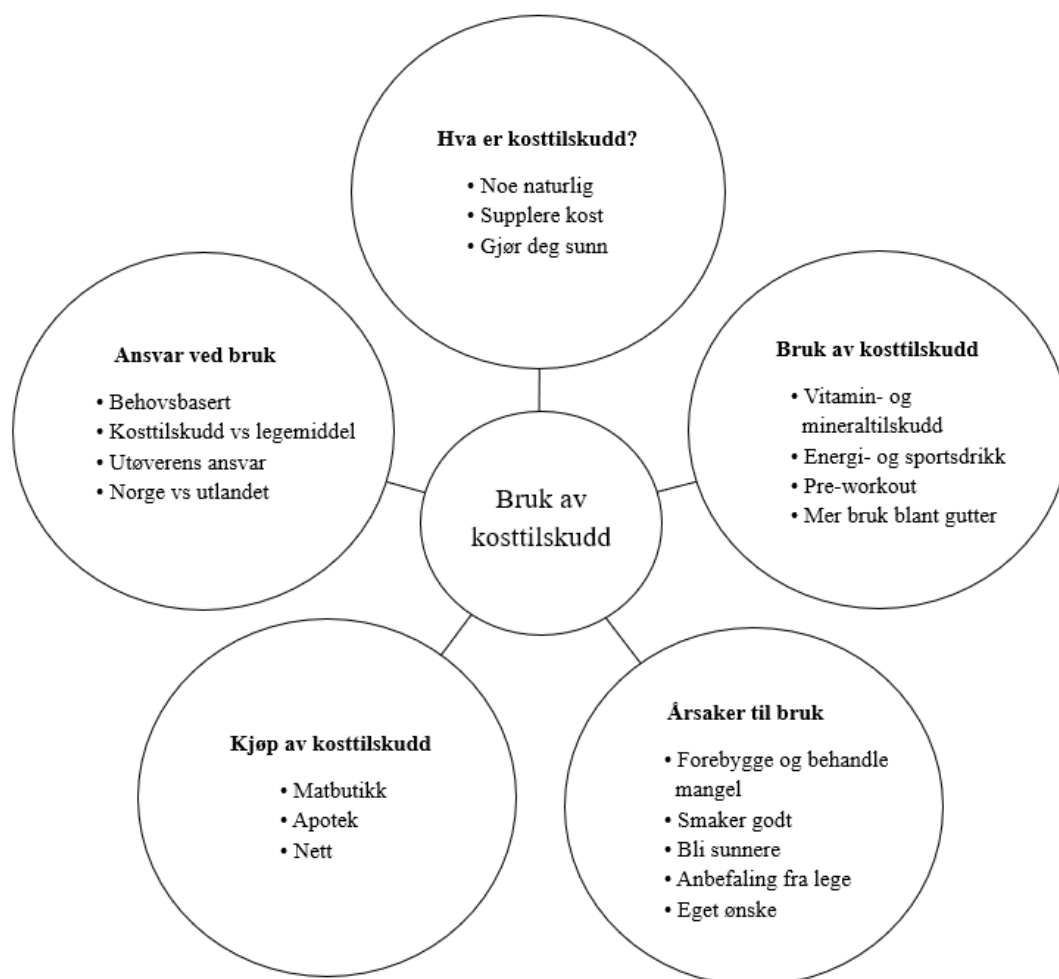 Hva er kosttilskudd?
• Noe naturlig
• Supplere kost
• Gjør deg sunn
Ansvar ved bruk
• Behovsbasert
• Kosttilskudd vs legemiddel
• Utøverens ansvar
• Norge vs utlandet
Bruk av kosttilskudd
• Vitamin- og
mineraltilskudd
• Energi- og sportsdrikk
• Pre-workout
• Mer bruk blant gutter
Bruk av
kosttilskudd
Kjøp av kosttilskudd
• Matbutikk
• Apotek
• Nett
Årsaker til bruk
• Forebygge og behandle
mangel
• Smaker godt
• Bli sunnere
• Anbefaling fra lege
• Eget ønske